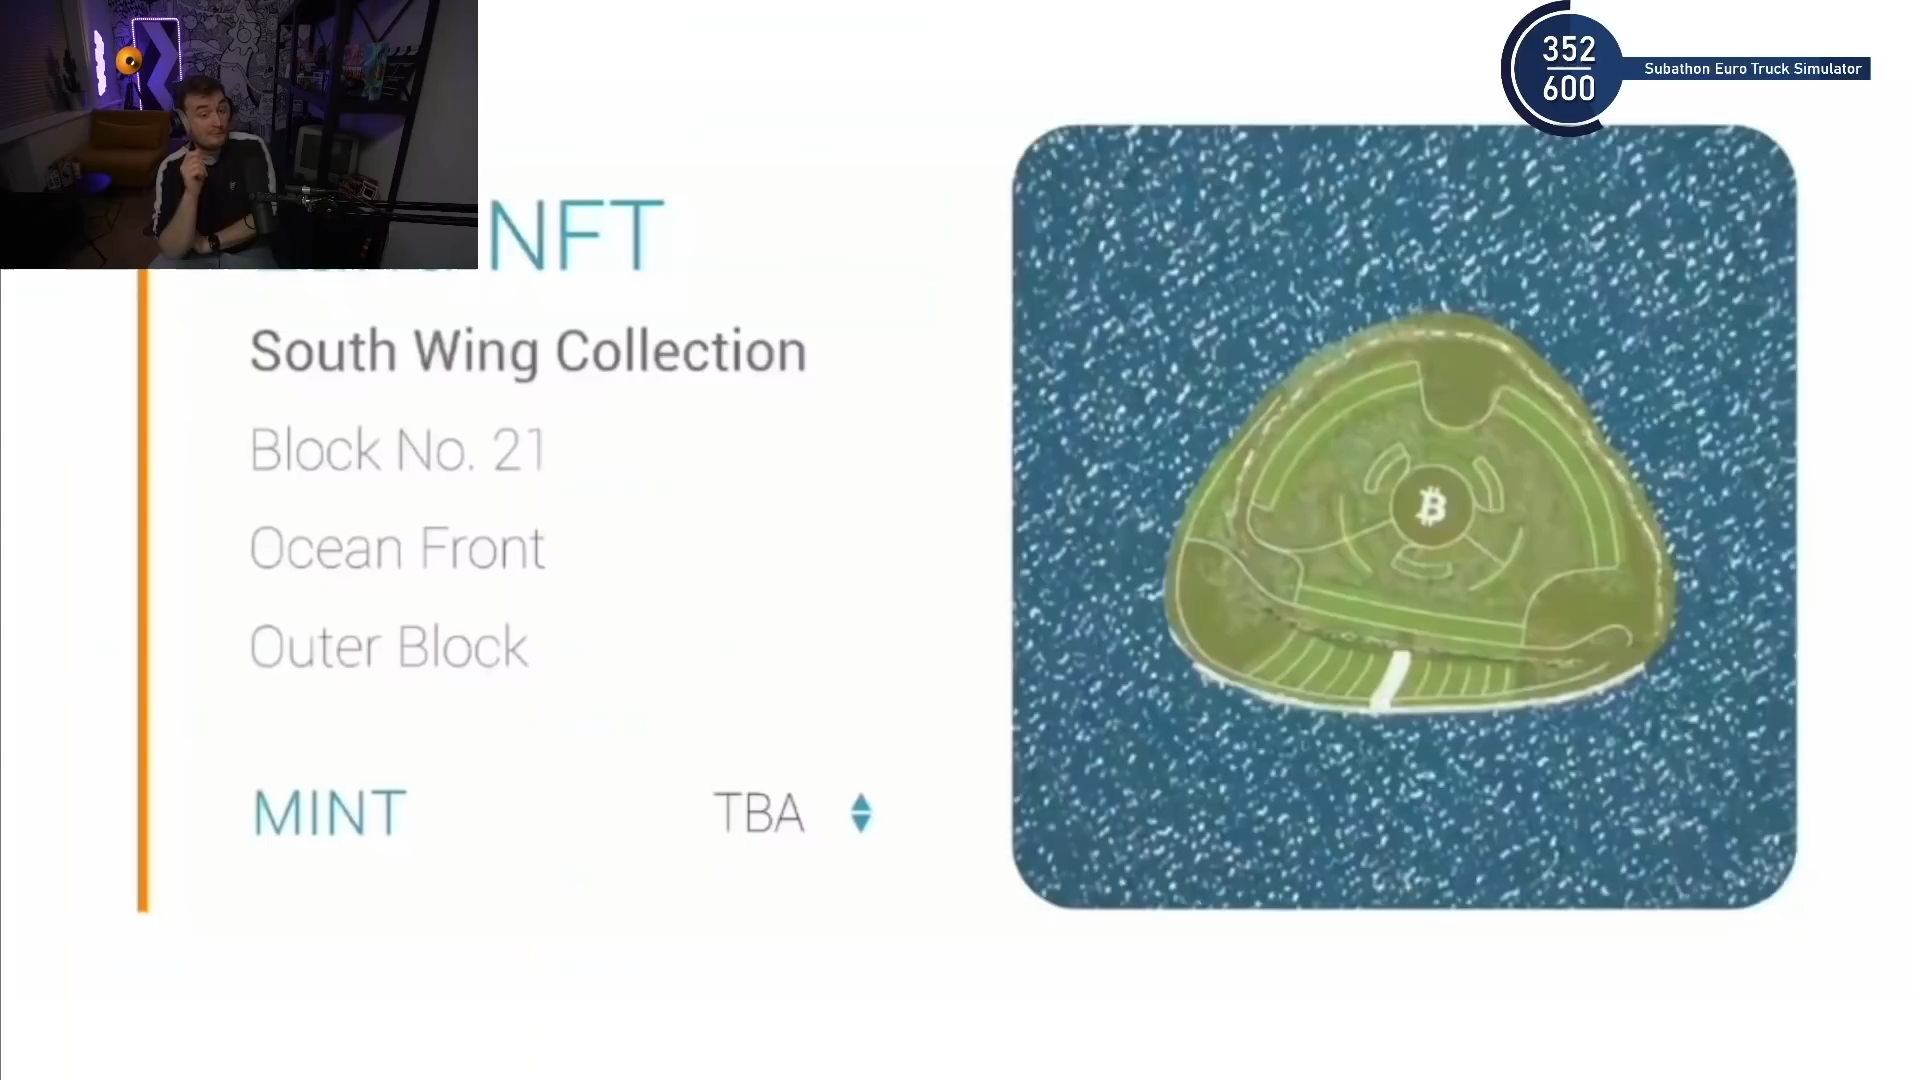 352
600
Subathon Euro Truck Simulator
NFT
South Wing Collection
Block No. 21
Ocean Front
Outer Block
MINT
TBA